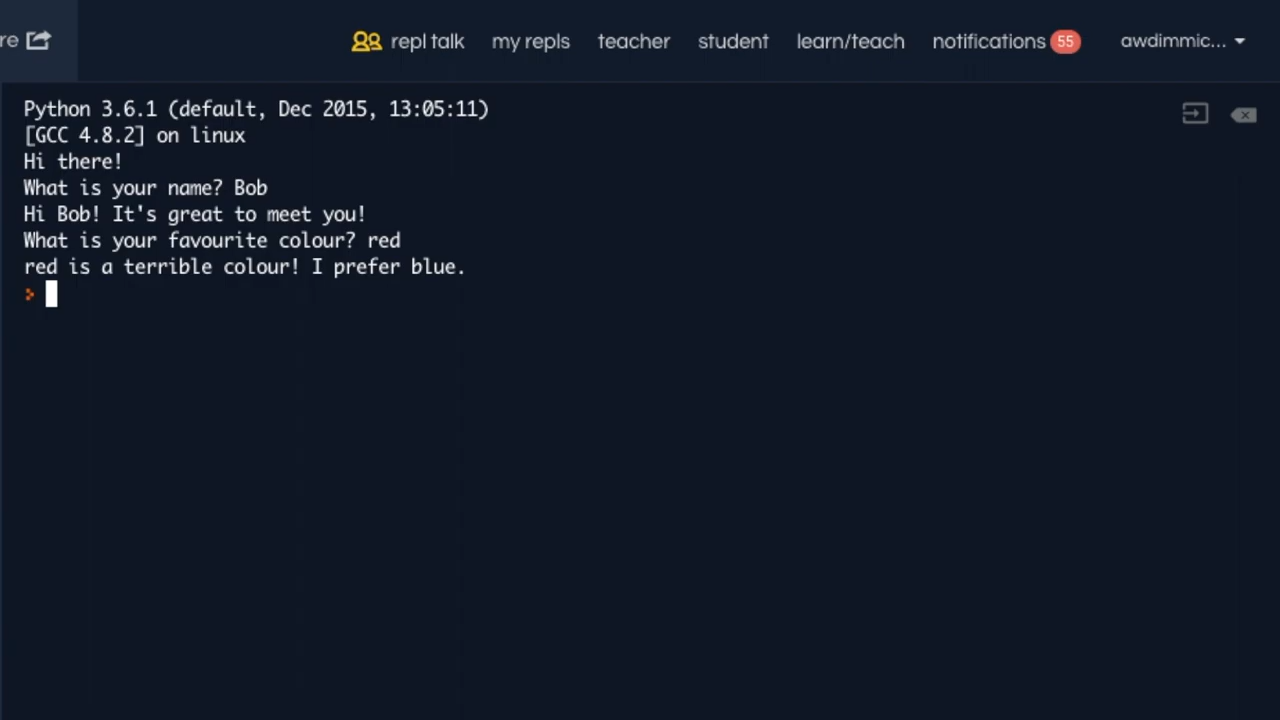 re repl talk my repls teacher student learn/teach notifications 55 awdimmic...
Python 3.6.1 (default, Dec 2015, 13:05:11)
[GCC 4.8.2] on linux
Hi there!
What is your name? Bob
Hi Bob! It's great to meet you!
What is your favourite colour? red
red is a terrible colour! I prefer blue.